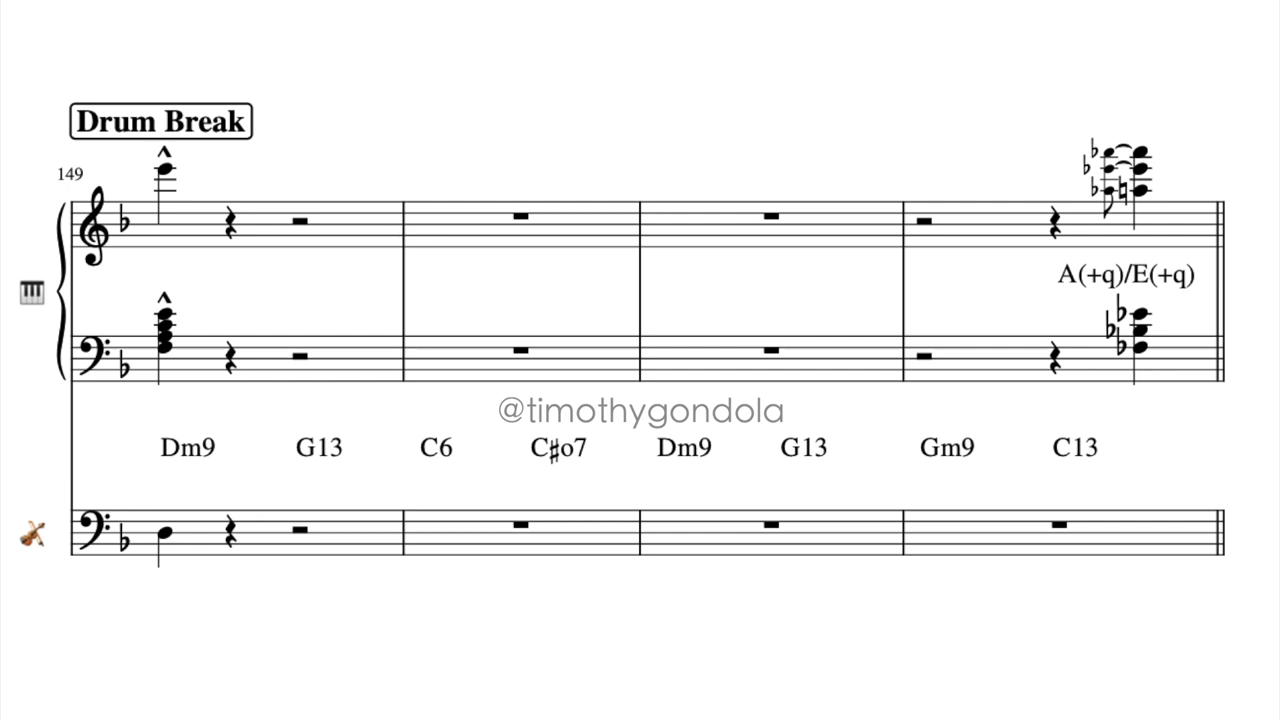 Drum Break
149
A(+q)/E(+q)
@timothygondola
Dm9 G13 C6 C♯o7 Dm9 G13 Gm9 C13